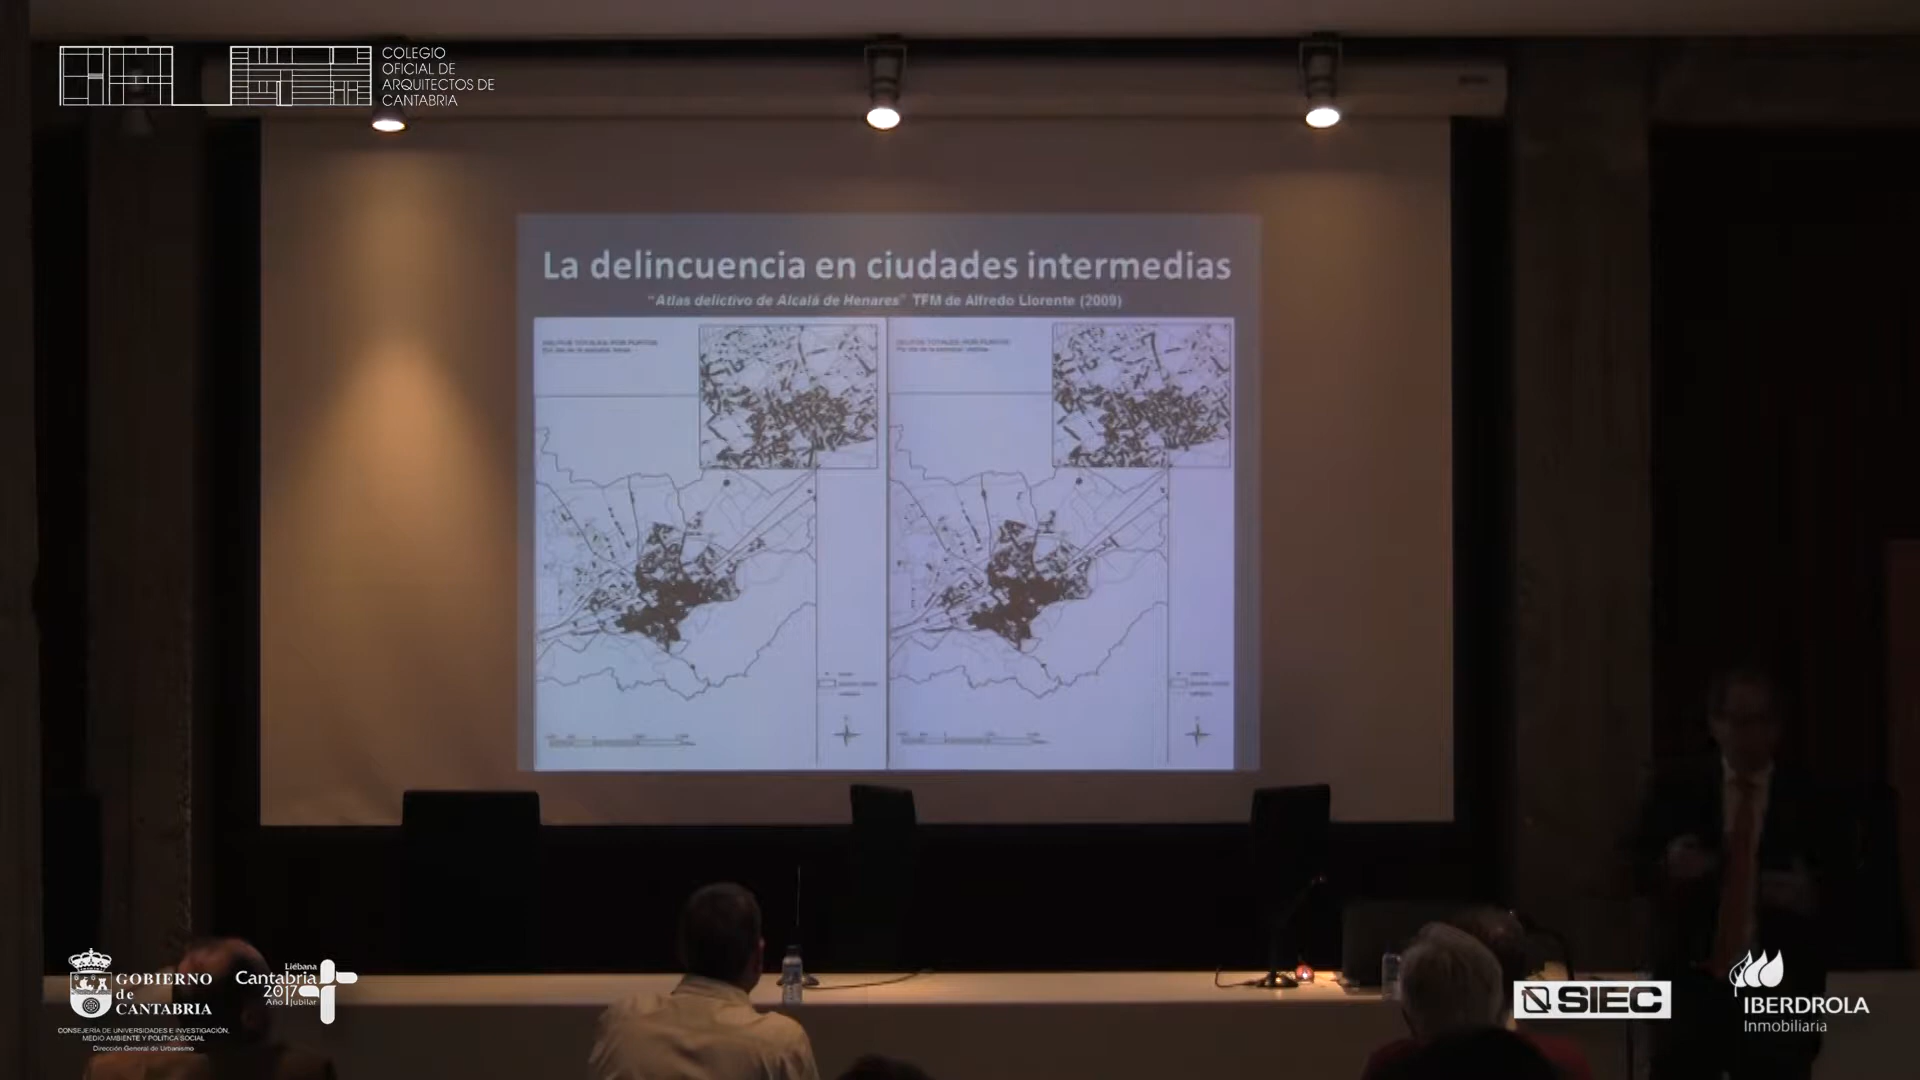 COLEGIO
OFICIAL DE
ARQUITECTOS DE
CANTABRIA
La delincuencia en ciudades intermedias
"Atlas delictivo de Alcalá de Henares" TFM de Alfredo Llorente (2009)
GOBIERNO
de
CANTABRIA
CONSEJERÍA DE UNIVERSIDADES E INVESTIGACIÓN,
MEDIO AMBIENTE Y POLÍTICA SOCIAL
Dirección General de Urbanismo
Liébana
Cantabria
2017
Año Jubilar
SIEC
IBERDROLA
Inmobiliaria